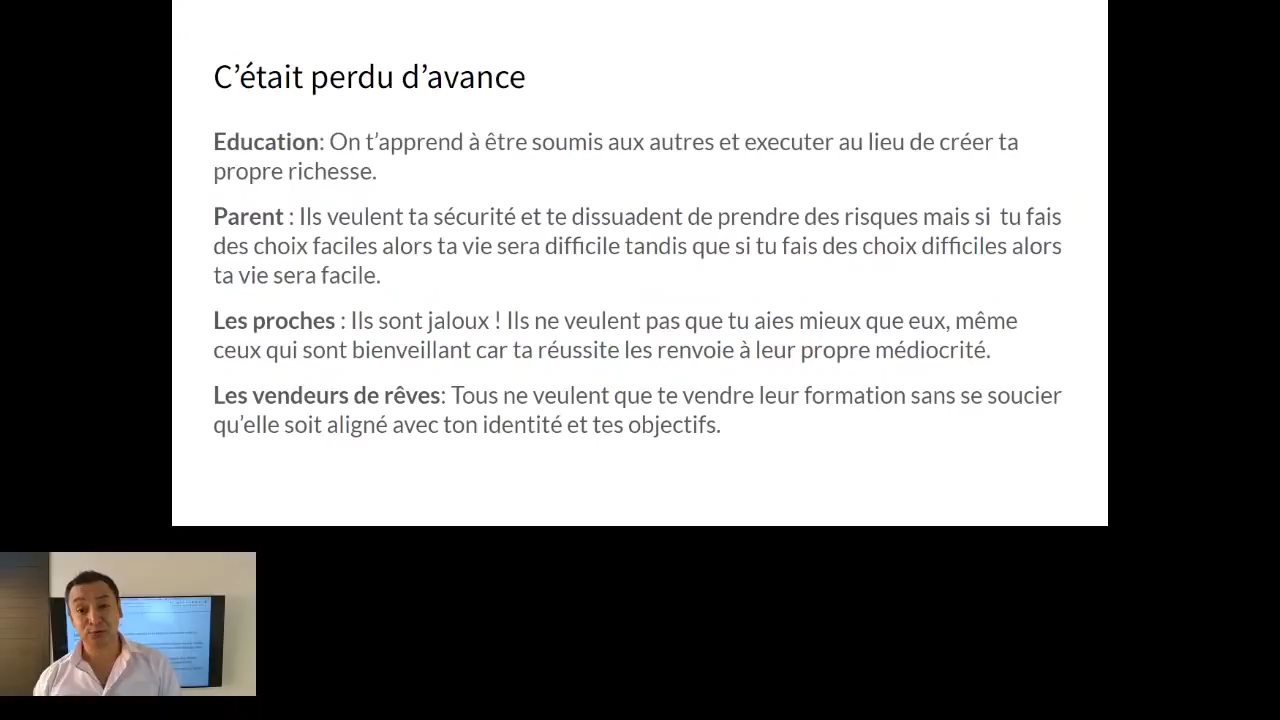 C’était perdu d’avance
Education: On t’apprend à être soumis aux autres et executer au lieu de créer ta
propre richesse.
Parent : Ils veulent ta sécurité et te dissuadent de prendre des risques mais si tu fais
des choix faciles alors ta vie sera difficile tandis que si tu fais des choix difficiles alors
ta vie sera facile.
Les proches : Ils sont jaloux ! Ils ne veulent pas que tu aies mieux que eux, même
ceux qui sont bienveillant car ta réussite les renvoie à leur propre médiocrité.
Les vendeurs de rêves: Tous ne veulent que te vendre leur formation sans se soucier
qu’elle soit aligné avec ton identité et tes objectifs.